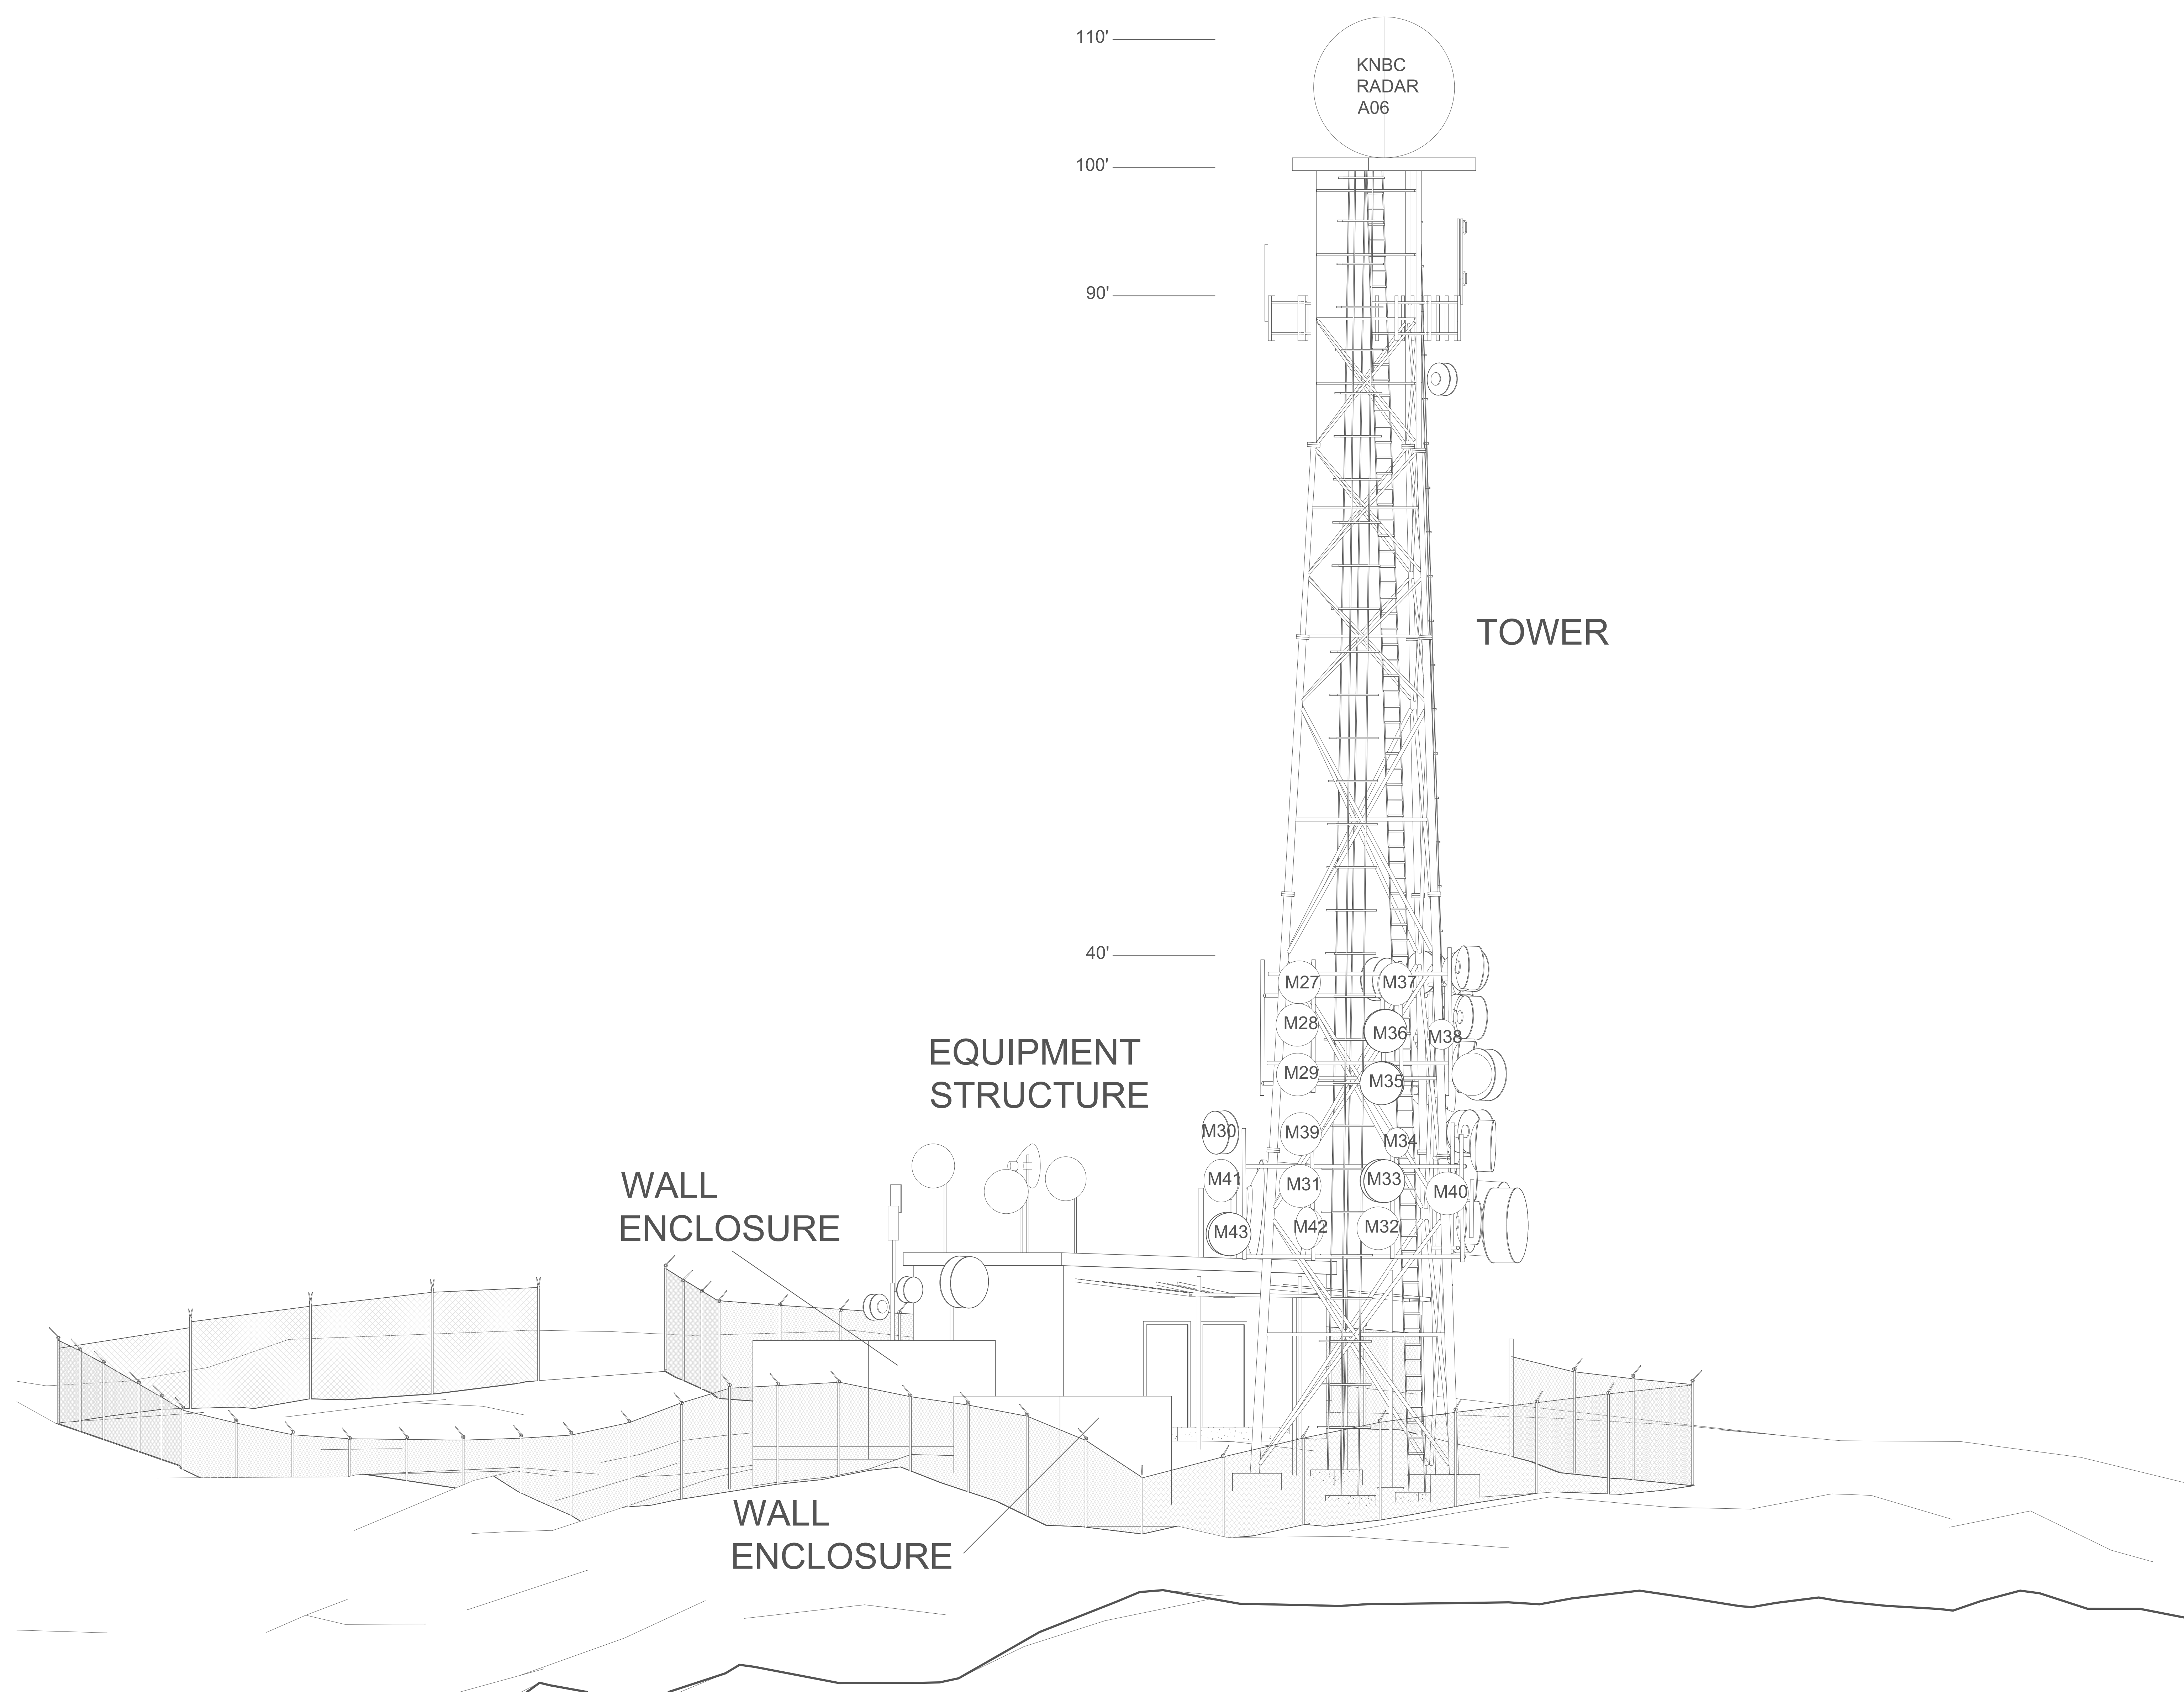 110'
KNBC
RADAR
A06
100'
90'
TOWER
40'
M27
M37
M28
M36
M38
M29
M35
EQUIPMENT
STRUCTURE
M30
M39
M34
M41
M31
M33
M40
M43
M42
M32
WALL
ENCLOSURE
WALL
ENCLOSURE